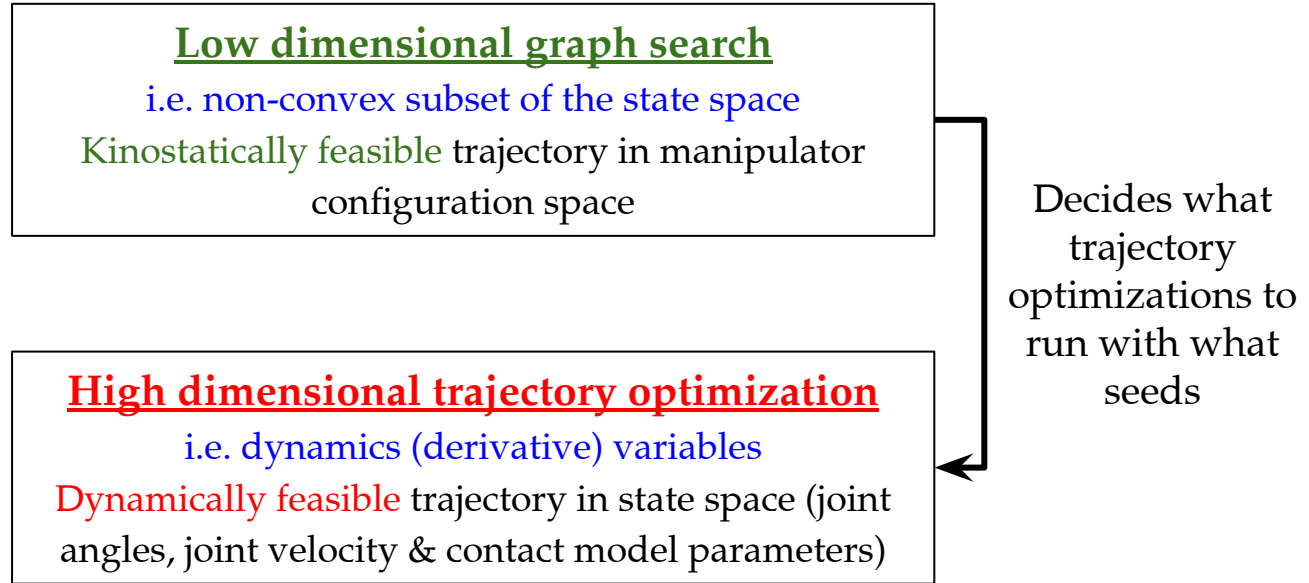 Low dimensional graph search
i.e. non-convex subset of the state space
Kinostatically feasible trajectory in manipulator
configuration space
Decides what
trajectory
optimizations to
run with what
seeds
High dimensional trajectory optimization
i.e. dynamics (derivative) variables
Dynamically feasible trajectory in state space (joint
angles, joint velocity & contact model parameters)